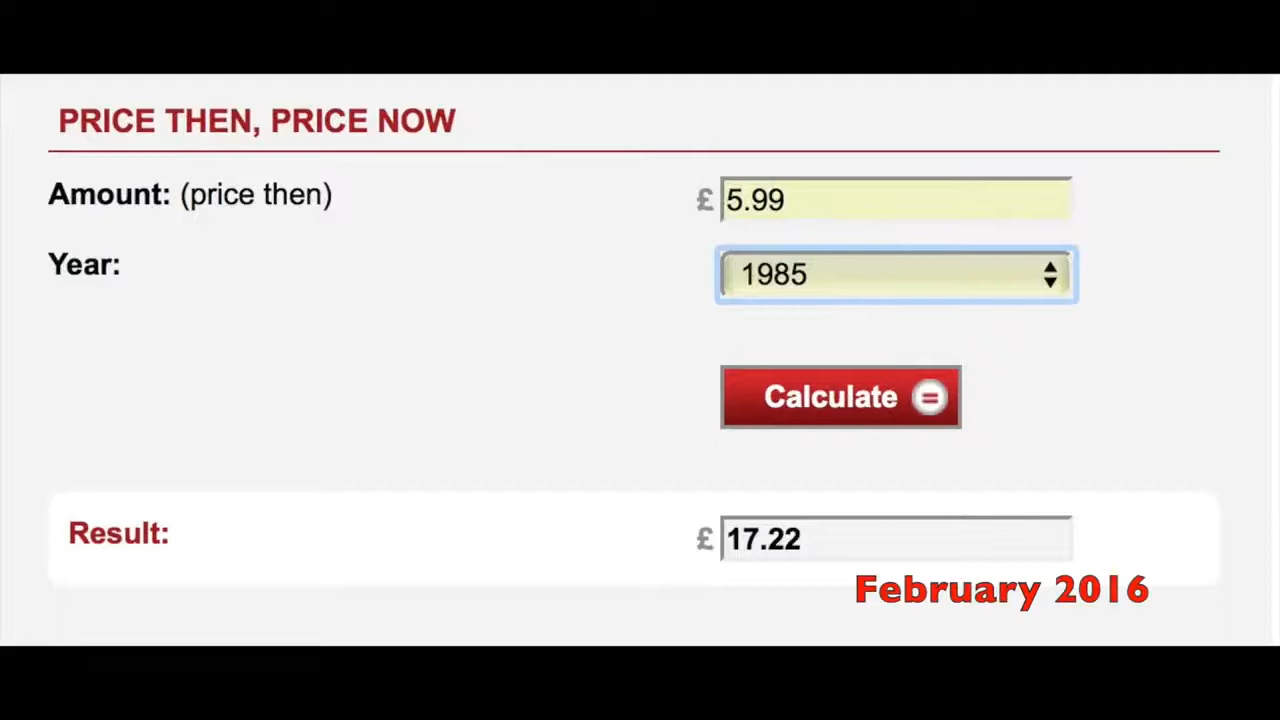 PRICE THEN, PRICE NOW
Amount: (price then) £ 5.99
Year: 1985
Calculate =
Result: £ 17.22
February 2016